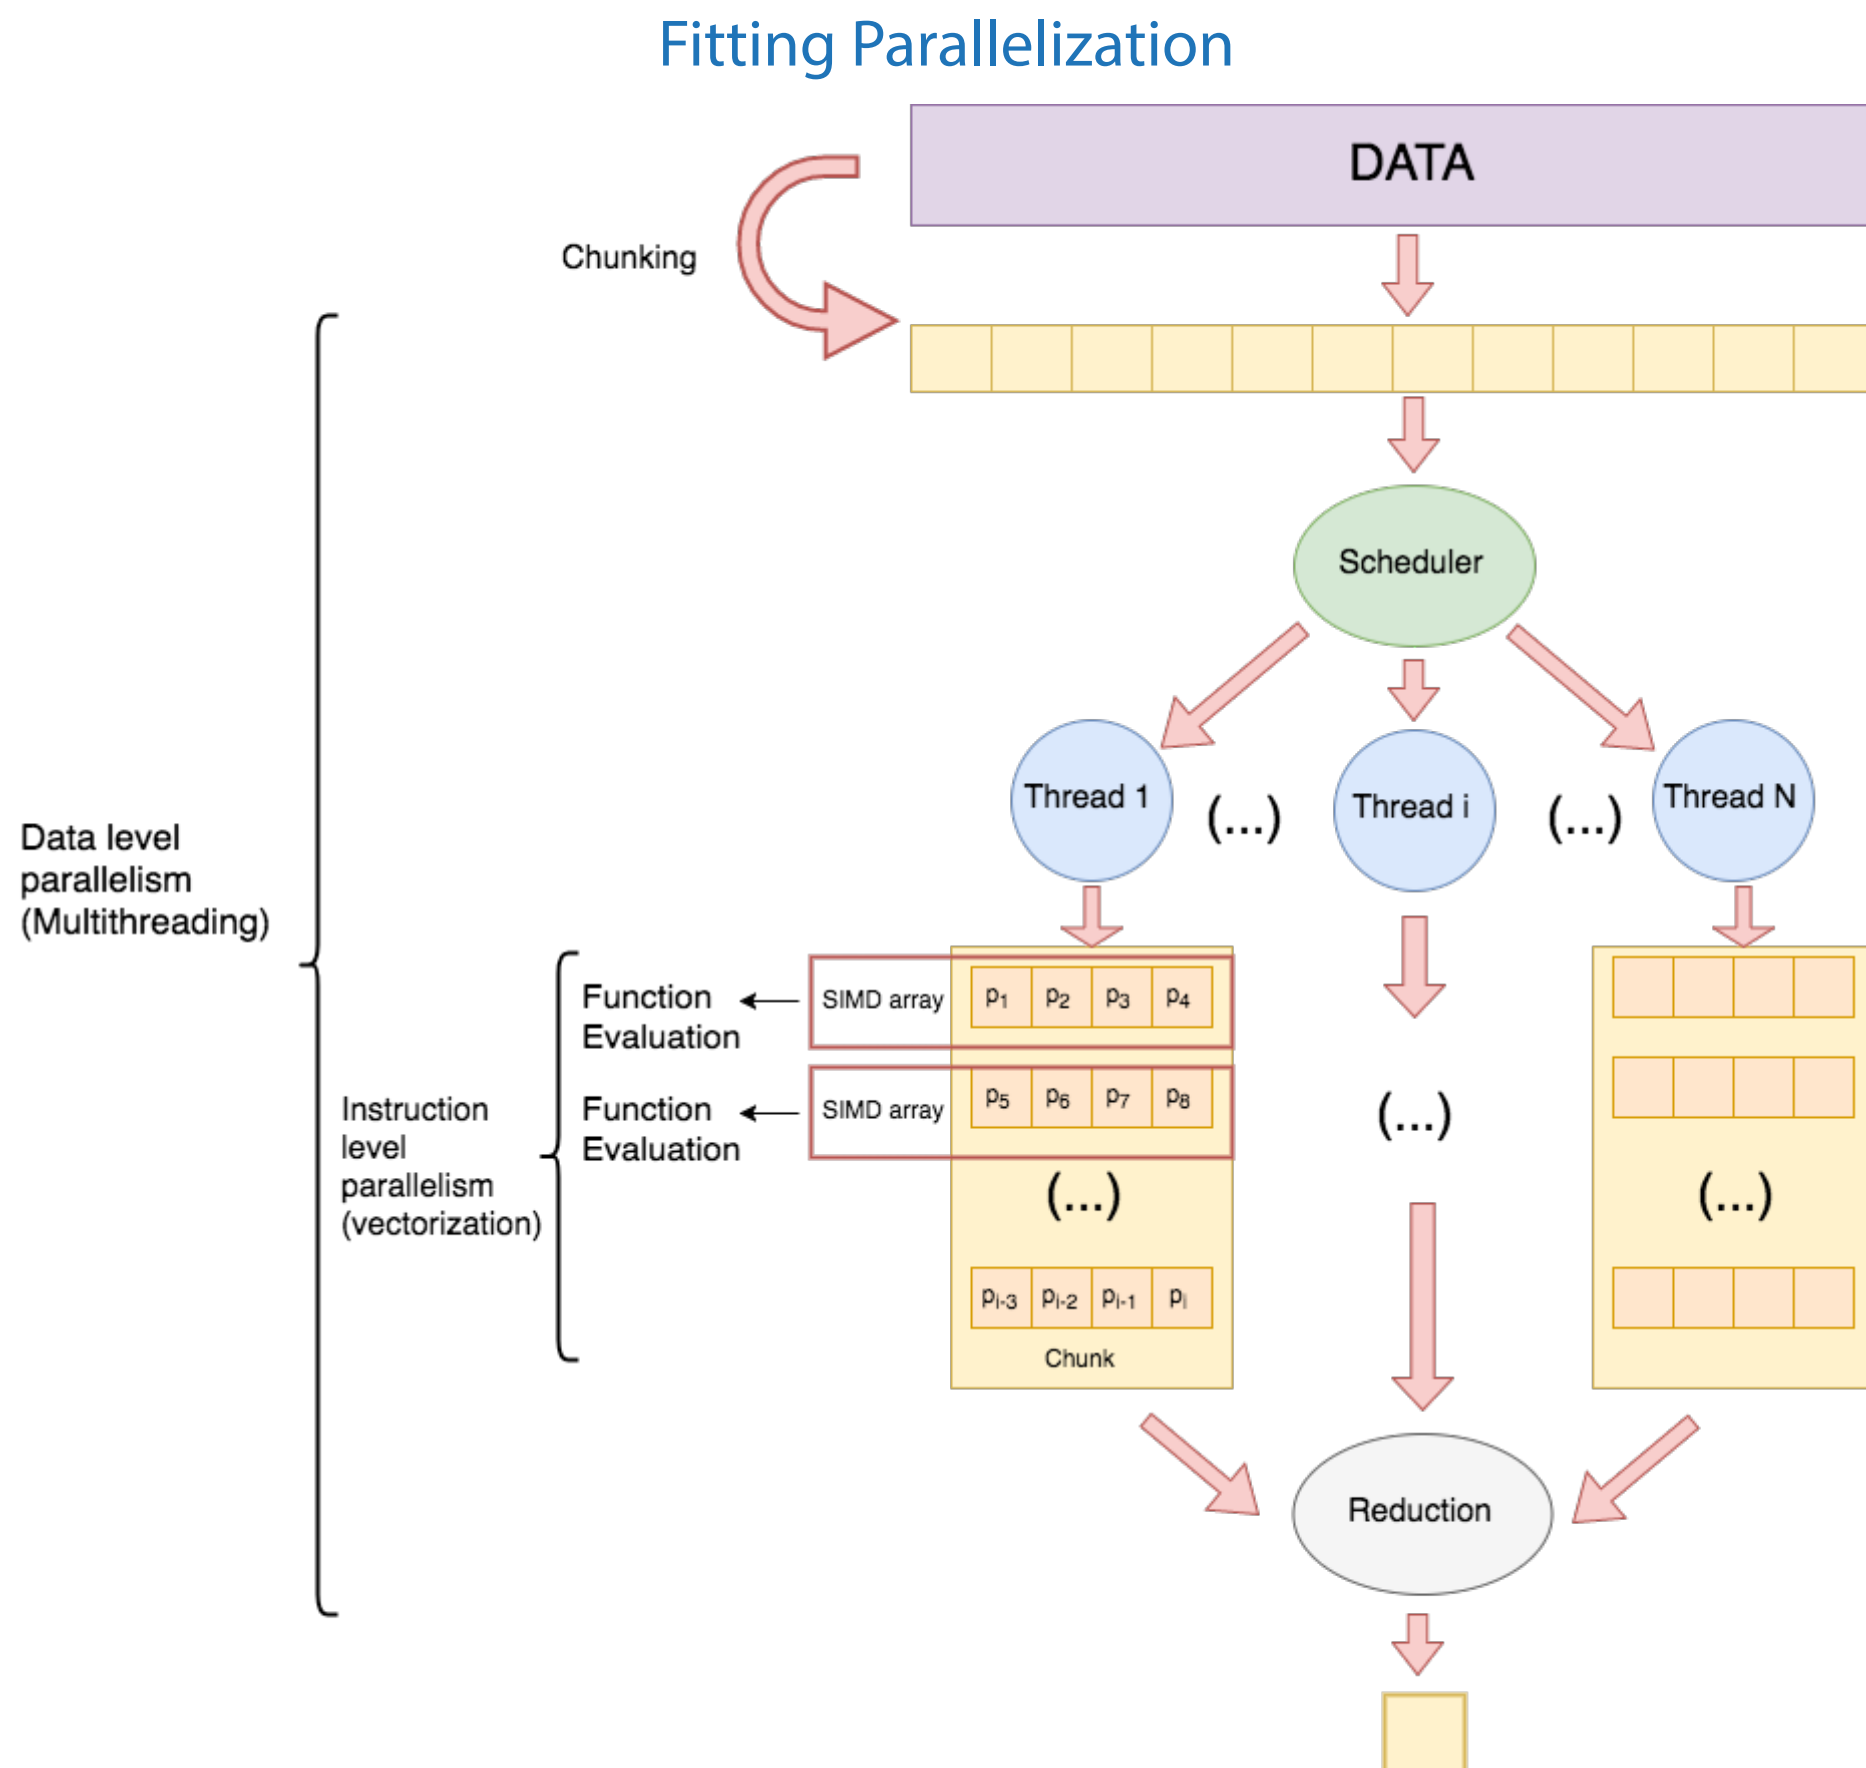 Fitting Parallelization
DATA
Chunking
Scheduler
Thread 1
(...)
Thread i
(...)
Thread N
Data level
parallelism
(Multithreading)
Instruction
level
parallelism
(vectorization)
Function
Evaluation
SIMD array
p1 p2 p3 p4
Function
Evaluation
SIMD array
p5 p6 p7 p8
(...)
(...)
(...)
pi-3 pi-2 pi-1 pi
Chunk
Reduction